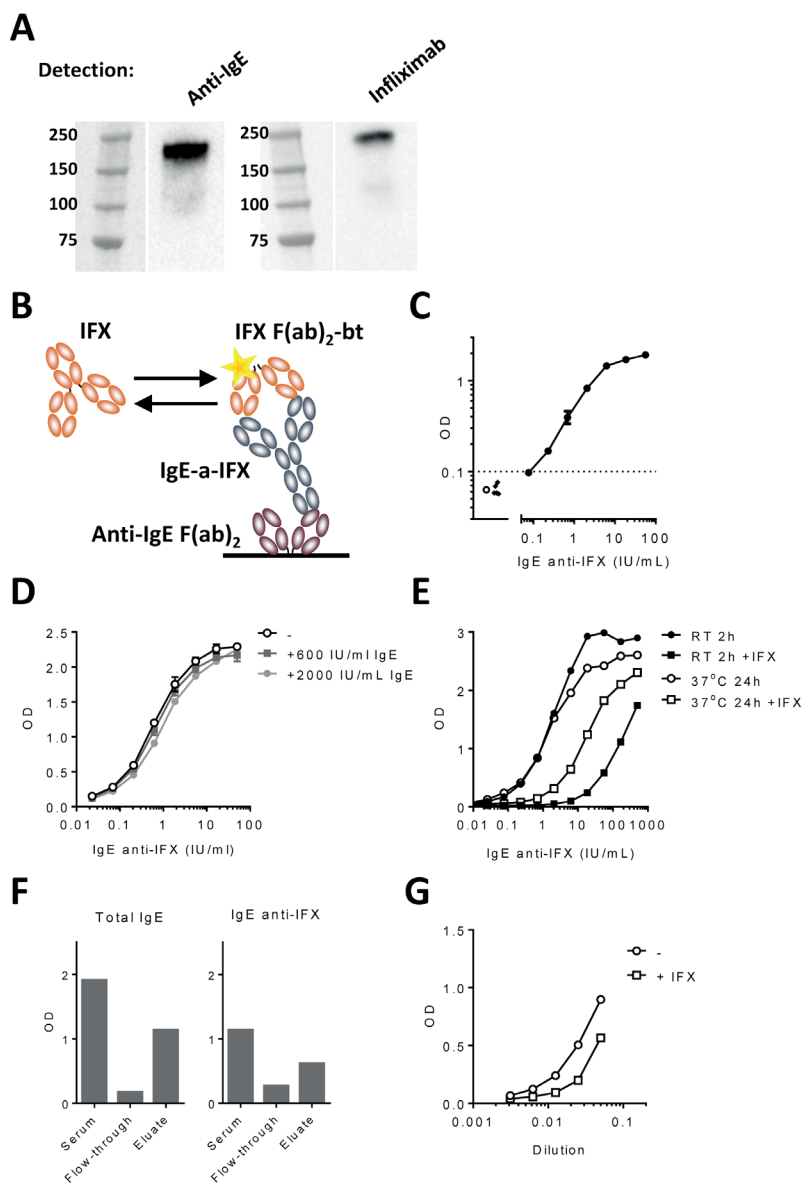 A
Detection:
Anti-IgE
Infliximab
250
150
100
75
250
150
100
75
B
IFX
IFX F(ab)2-bt
IgE-a-IFX
Anti-IgE F(ab)2
C
OD
1
0.1
0.1
1
10
100
IgE anti-IFX (IU/mL)
D
OD
2.5
2.0
1.5
1.0
0.5
0.0
0.01
0.1
1
10
100
IgE anti-IFX (IU/ml)
-
+600 IU/ml IgE
+2000 IU/mL IgE
E
OD
3
2
1
0
0.01
0.1
1
10
100
1000
IgE anti-IFX (IU/mL)
RT 2h
RT 2h +IFX
37°C 24h
37°C 24h +IFX
F
Total IgE
IgE anti-IFX
OD
2
1
0
2
1
0
Serum
Flow-through
Eluate
Serum
Flow-through
Eluate
G
OD
1.5
1.0
0.5
0.0
0.001
0.01
0.1
Dilution
-
+ IFX